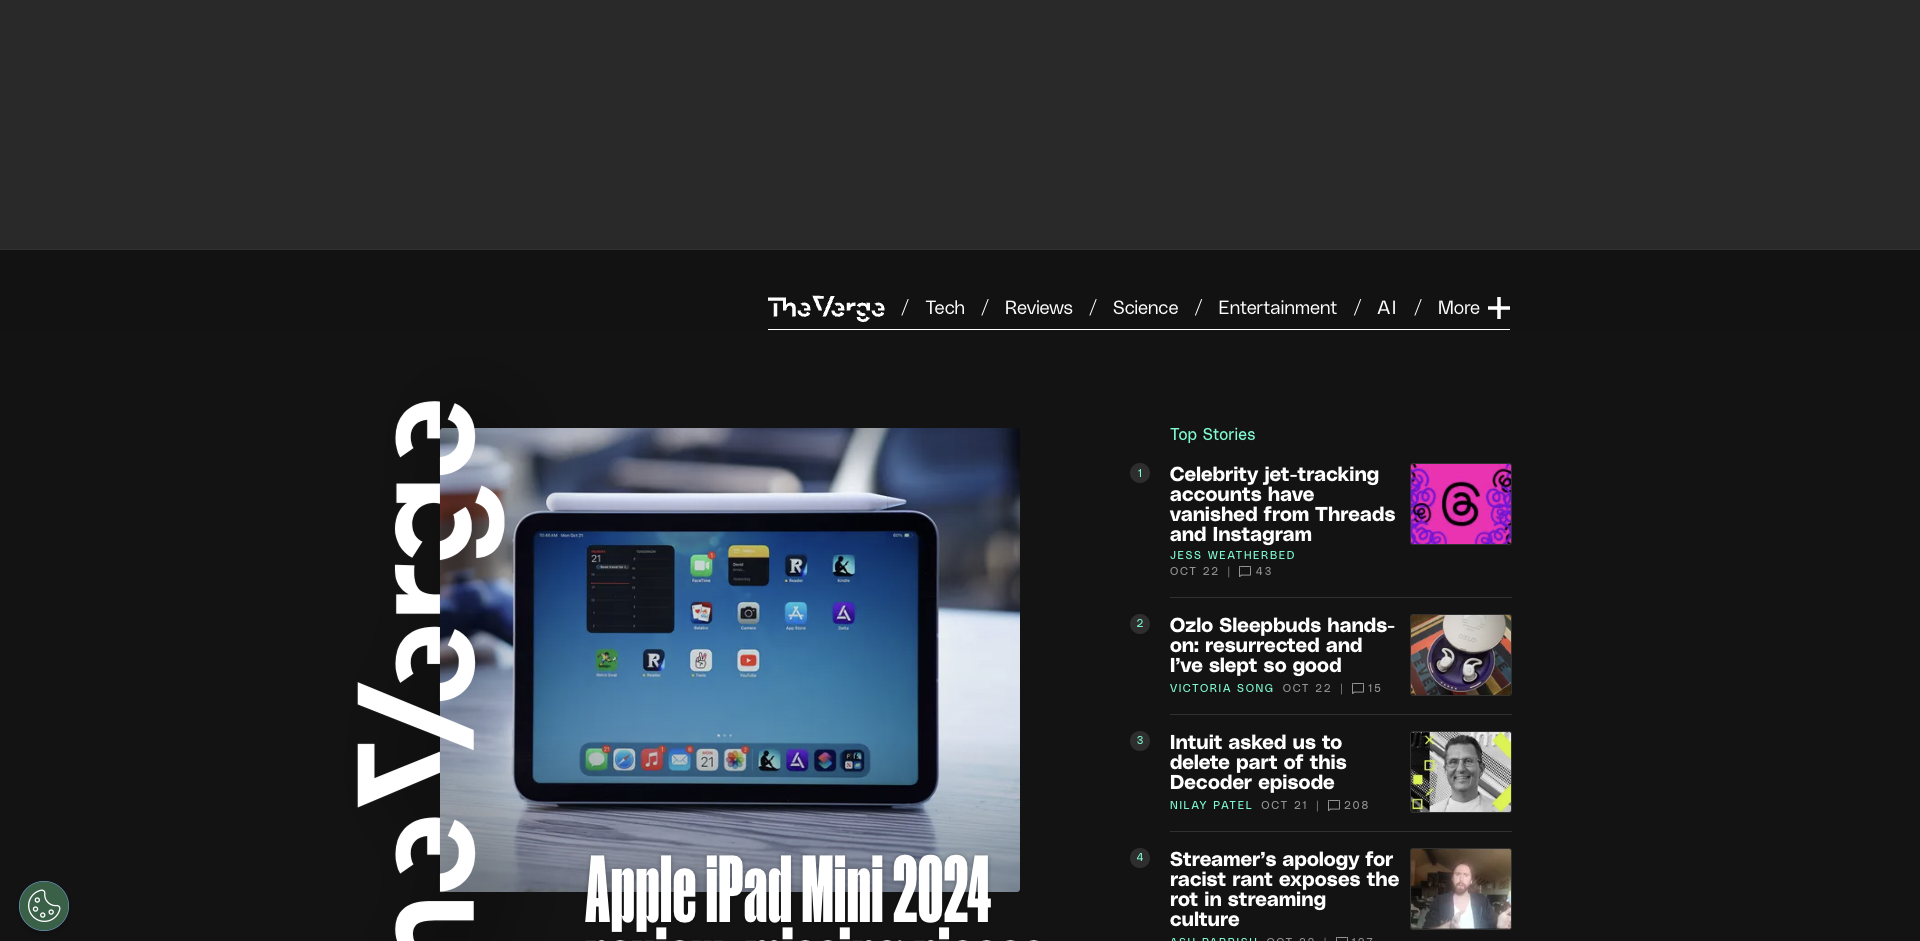 The Verge / Tech / Reviews / Science / Entertainment / AI / More
The Verge
Apple iPad Mini 2024
Top Stories
1
Celebrity jet-tracking
accounts have
vanished from Threads
and Instagram
JESS WEATHERBED
OCT 22 | 43
2
Ozlo Sleepbuds hands-
on: resurrected and
I’ve slept so good
VICTORIA SONG OCT 22 | 15
3
Intuit asked us to
delete part of this
Decoder episode
NILAY PATEL OCT 21 | 208
4
Streamer’s apology for
racist rant exposes the
rot in streaming
culture